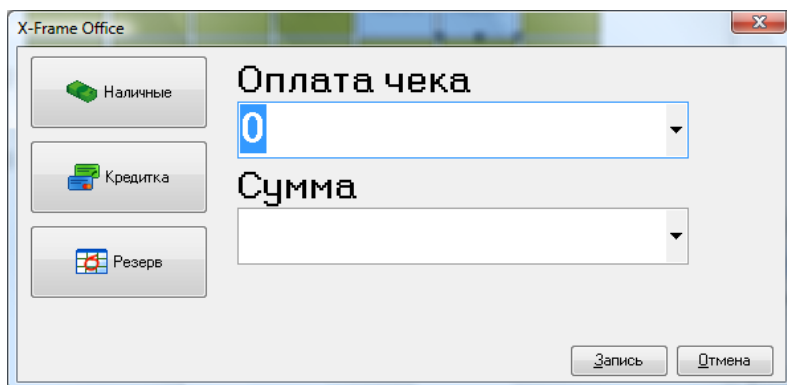 X-Frame Office
Наличные
Кредитка
Резерв
Оплата чека
0
Сумма
Запись
Отмена